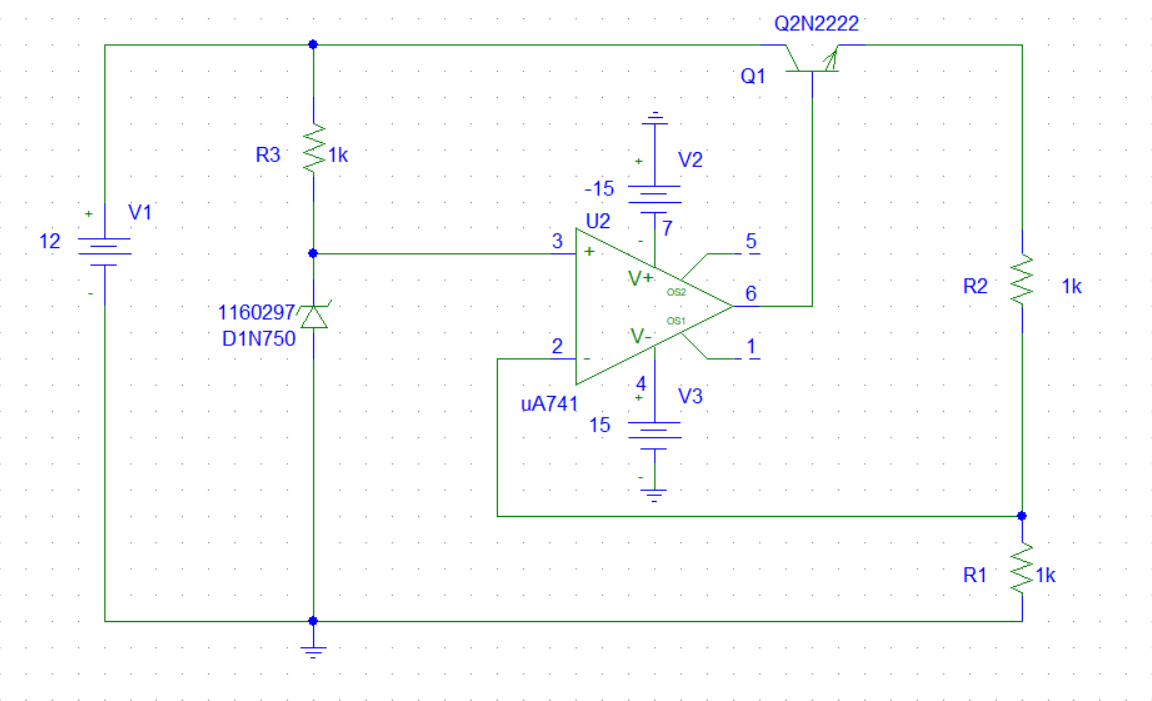 Q2N2222
Q1
R3
1k
+
V2
-15
-
7
+
V1
12
-
U2
3
+
V+
5
OS2
6
OS1
V-
1
R2
1k
1160297
D1N750
2
-
4
+
V3
15
-
uA741
R1
1k